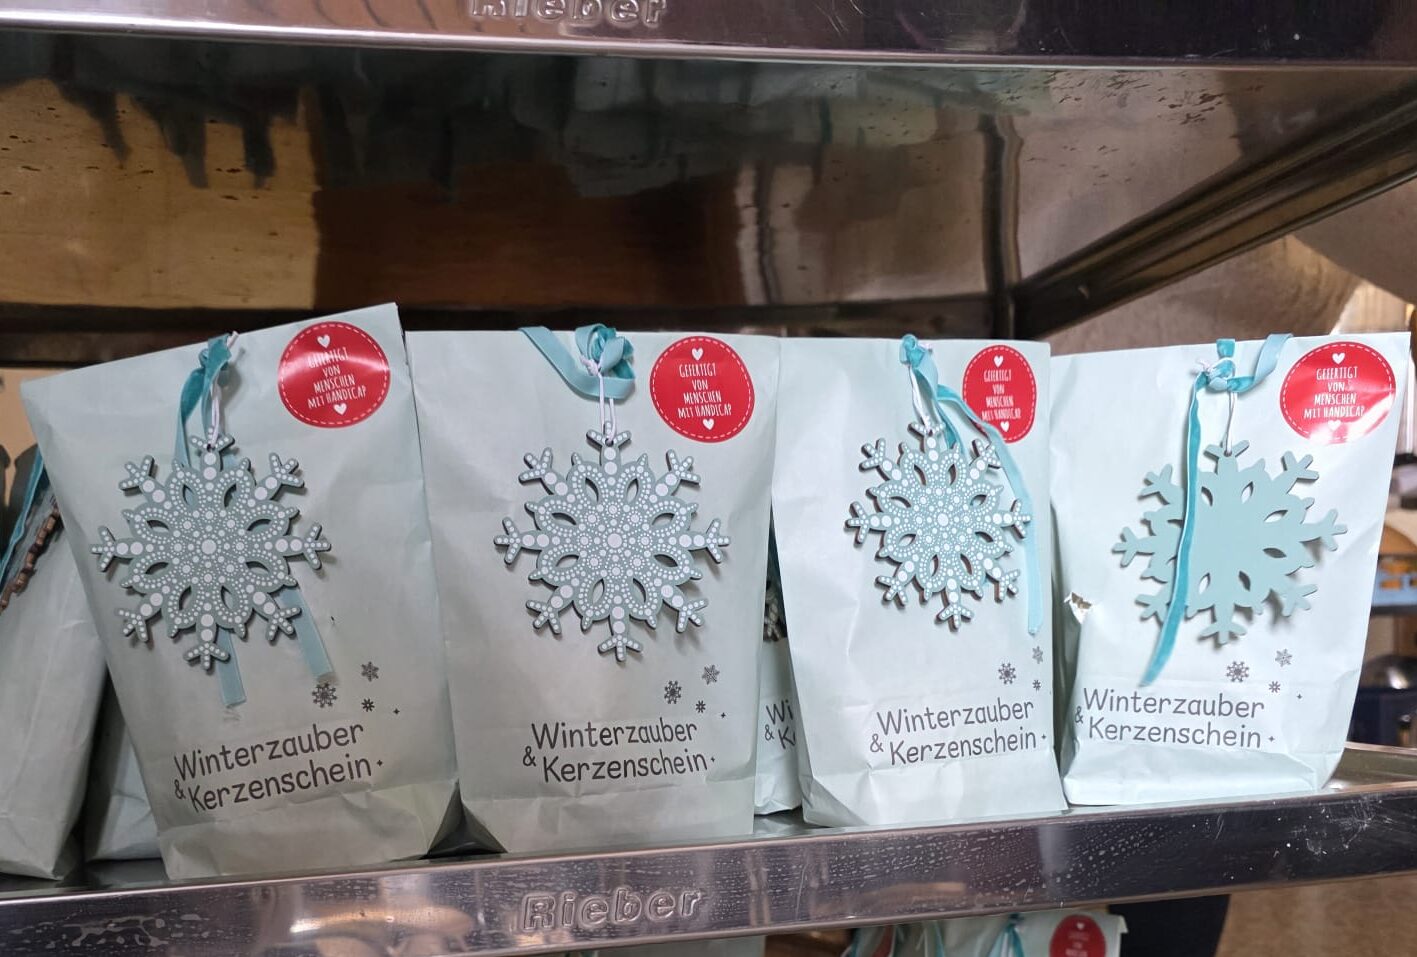 Rieber
GEFERTIGT
VON
MENSCHEN
MIT HANDICAP
Winterzauber
& Kerzenschein
GEFERTIGT
VON
MENSCHEN
MIT HANDICAP
Winterzauber
& Kerzenschein
Wi
& K
GEFERTIGT
VON
MENSCHEN
MIT HANDICAP
Winterzauber
& Kerzenschein
GEFERTIGT
VON
MENSCHEN
MIT HANDICAP
Winterzauber
& Kerzenschein
Rieber